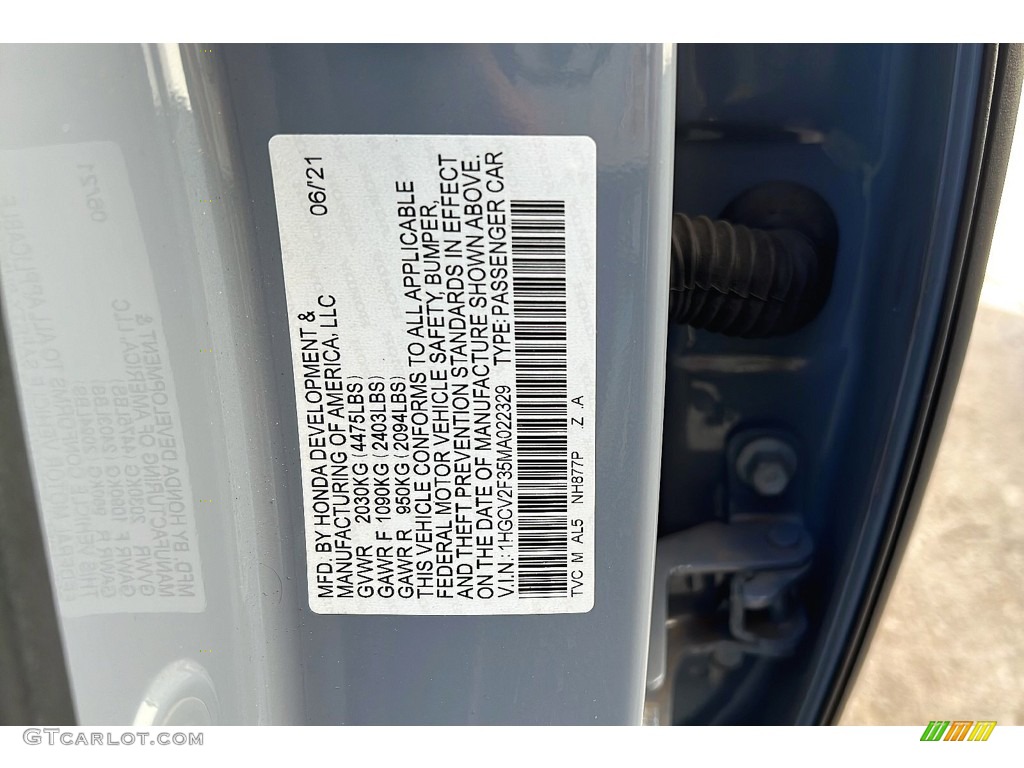 MFD. BY HONDA DEVELOPMENT & 06/'21
MANUFACTURING OF AMERICA, LLC
GVWR 2030KG (4475LBS)
GAWR F 1090KG (2403LBS)
GAWR R 950KG (2094LBS)
THIS VEHICLE CONFORMS TO ALL APPLICABLE
FEDERAL MOTOR VEHICLE SAFETY, BUMPER,
AND THEFT PREVENTION STANDARDS IN EFFECT
ON THE DATE OF MANUFACTURE SHOWN ABOVE.
V.I.N.: 1HGCV2F35MA022329 TYPE: PASSENGER CAR
TVC M AL5 NH877P Z .A
GTCarlot.com